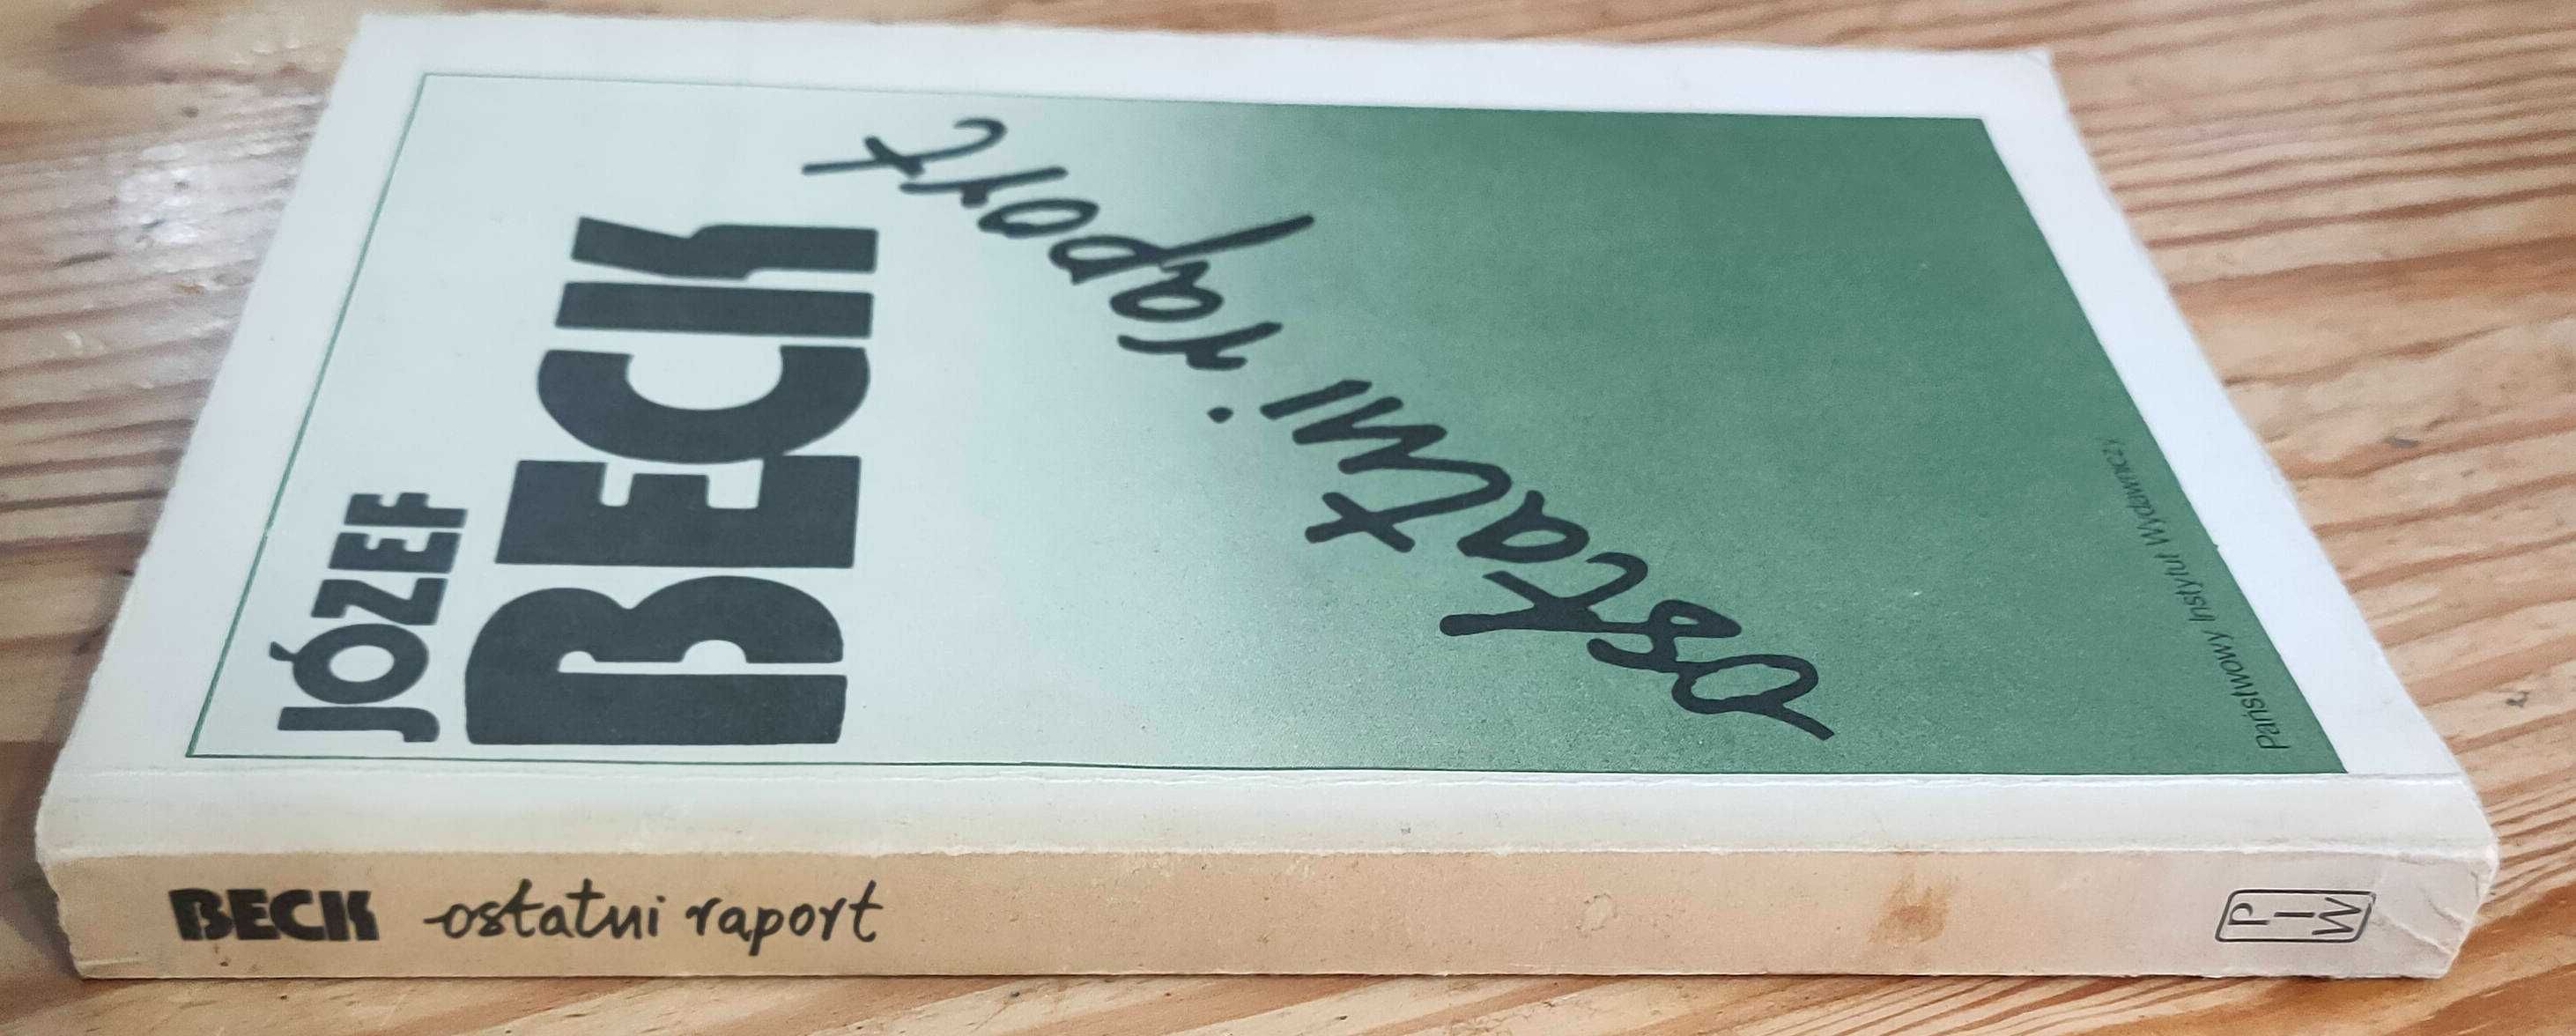 JÓZEF
BECK
ostatni raport
Państwowy Instytut Wydawniczy
BECK ostatni raport
PIW